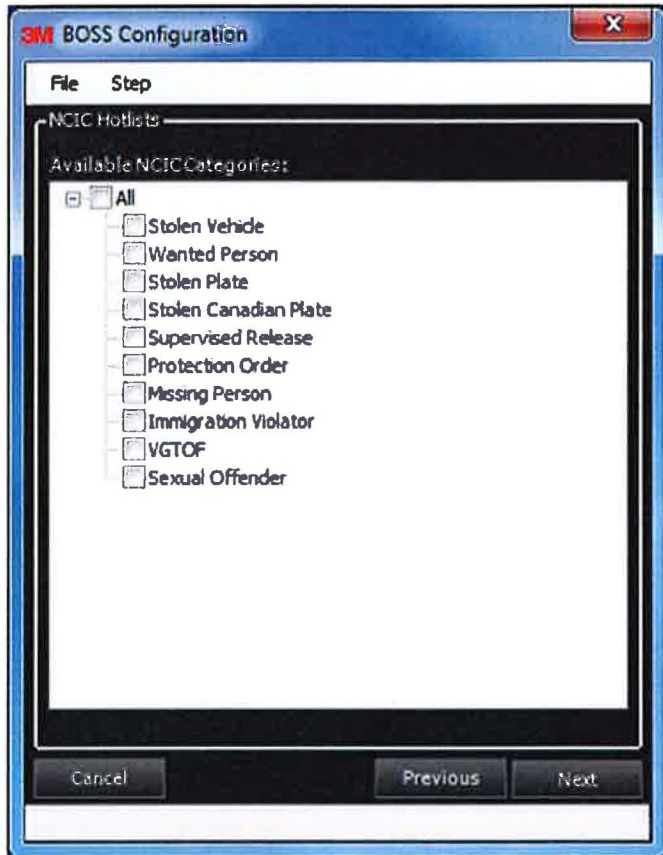 3M BOSS Configuration
File Step
NCIC Hotlists
Available NCIC Categories:
All
Stolen Vehicle
Wanted Person
Stolen Plate
Stolen Canadian Plate
Supervised Release
Protection Order
Missing Person
Immigration Violator
VGTOF
Sexual Offender
Cancel Previous Next